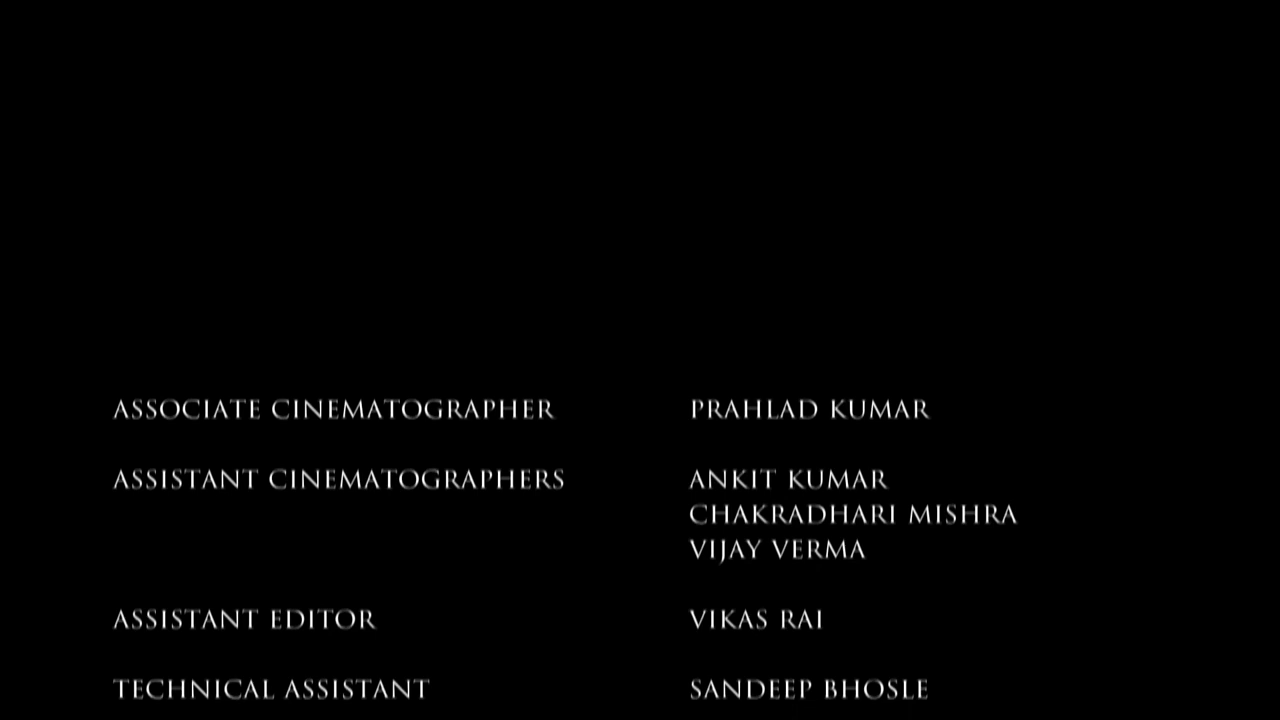 ASSOCIATE CINEMATOGRAPHER PRAHLAD KUMAR
ASSISTANT CINEMATOGRAPHERS ANKIT KUMAR
CHAKRADHARI MISHRA
VIJAY VERMA
ASSISTANT EDITOR VIKAS RAI
TECHNICAL ASSISTANT SANDEEP BHOSLE